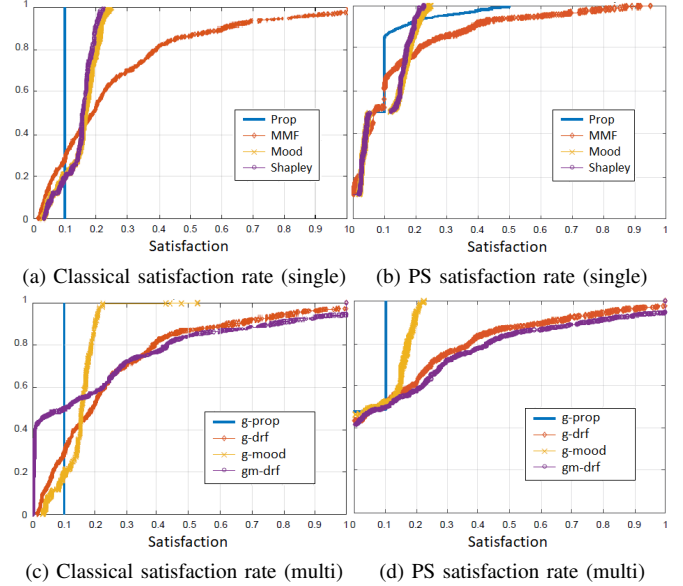 1
0.8
0.6
0.4
0.2
0
0 0.1 0.2 0.3 0.4 0.5 0.6 0.7 0.8 0.9 1
Prop
MMF
Mood
Shapley
Satisfaction
(a) Classical satisfaction rate (single)
1
0.8
0.6
0.4
0.2
0
0 0.1 0.2 0.3 0.4 0.5 0.6 0.7 0.8 0.9 1
Prop
MMF
Mood
Shapley
Satisfaction
(b) PS satisfaction rate (single)
1
0.8
0.6
0.4
0.2
0
0 0.1 0.2 0.3 0.4 0.5 0.6 0.7 0.8 0.9 1
g-prop
g-drf
g-mood
gm-drf
Satisfaction
(c) Classical satisfaction rate (multi)
1
0.8
0.6
0.4
0.2
0 0.1 0.2 0.3 0.4 0.5 0.6 0.7 0.8 0.9 1
g-prop
g-drf
g-mood
gm-drf
Satisfaction
(d) PS satisfaction rate (multi)